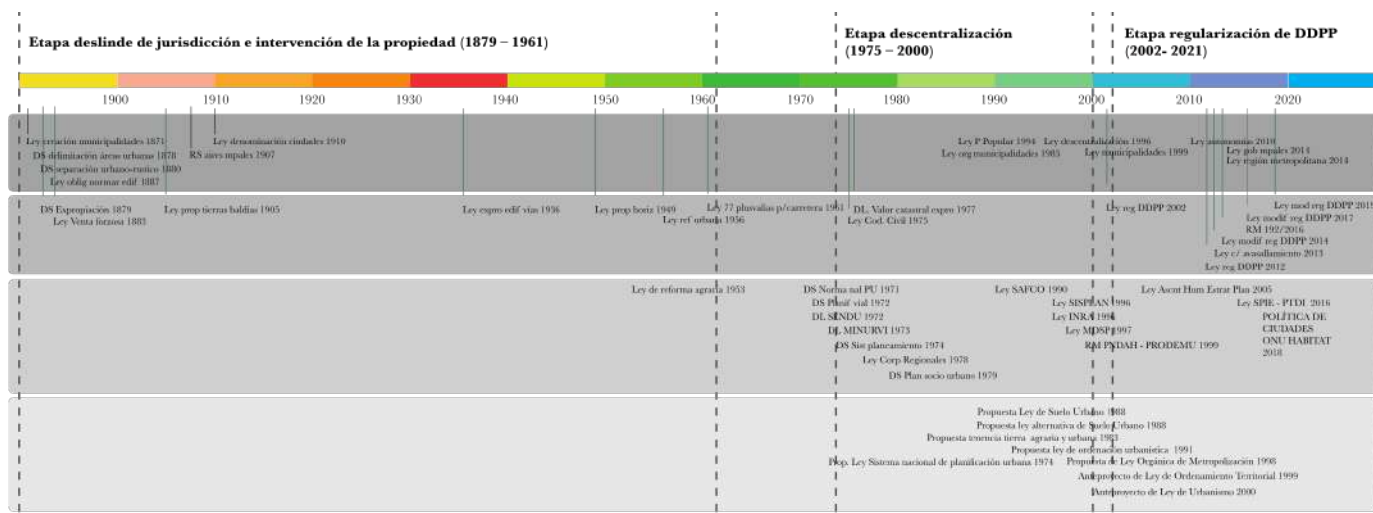 Etapa deslinde de jurisdicción e intervención de la propiedad (1879 – 1961)
Etapa descentralización
(1975 – 2000)
Etapa regularización de DDPP
(2002- 2021)
1900
1910
1920
1930
1940
1950
1960
1970
1980
1990
2000
2010
2020
Ley creación municipalidades 1871
DS delimitación áreas urbanas 1878
DS separación urbano-rustico 1880
Ley oblig normar edif 1887
RS aires mpales 1907
Ley denominación ciudades 1910
Ley P Popular 1994
Ley org municipalidades 1985
Ley descentralización 1996
Ley municipalidades 1999
Ley autonomías 2010
Ley gob mpales 2014
Ley región metropolitana 2014
DS Expropiación 1879
Ley Venta forzosa 1883
Ley prop tierras baldías 1905
Ley expro edif vías 1936
Ley prop horiz 1949
Ley ref urbana 1956
Ley 77 plusvalías p/carretera 1961
DL. Valor catastral expro 1977
Ley Cod. Civil 1975
Ley reg DDPP 2002
Ley mod reg DDPP 2019
Ley modif reg DDPP 2017
RM 192/2016
Ley modif reg DDPP 2014
Ley c/ avasallamiento 2013
Ley reg DDPP 2012
Ley de reforma agraria 1953
DS Norma nal PU 1971
DS Planif vial 1972
DL SINDU 1972
DL MINURVI 1973
DS Sist planeamiento 1974
Ley Corp Regionales 1978
DS Plan socio urbano 1979
Ley SAFCO 1990
Ley SISPLAN 1996
Ley INRA 1996
Ley MDSP 1997
RM PNDAH - PRODEMU 1999
Ley Asent Hum Estrat Plan 2005
Ley SPIE - PTDI 2016
POLÍTICA DE
CIUDADES
ONU HABITAT
2018
Propuesta Ley de Suelo Urbano 1988
Propuesta ley alternativa de Suelo Urbano 1988
Propuesta tenencia tierra agraria y urbana 1983
Propuesta ley de ordenación urbanística 1991
Prop. Ley Sistema nacional de planificación urbana 1974
Propuesta de Ley Orgánica de Metropolización 1998
Anteproyecto de Ley de Ordenamiento Territorial 1999
Anteproyecto de Ley de Urbanismo 2000